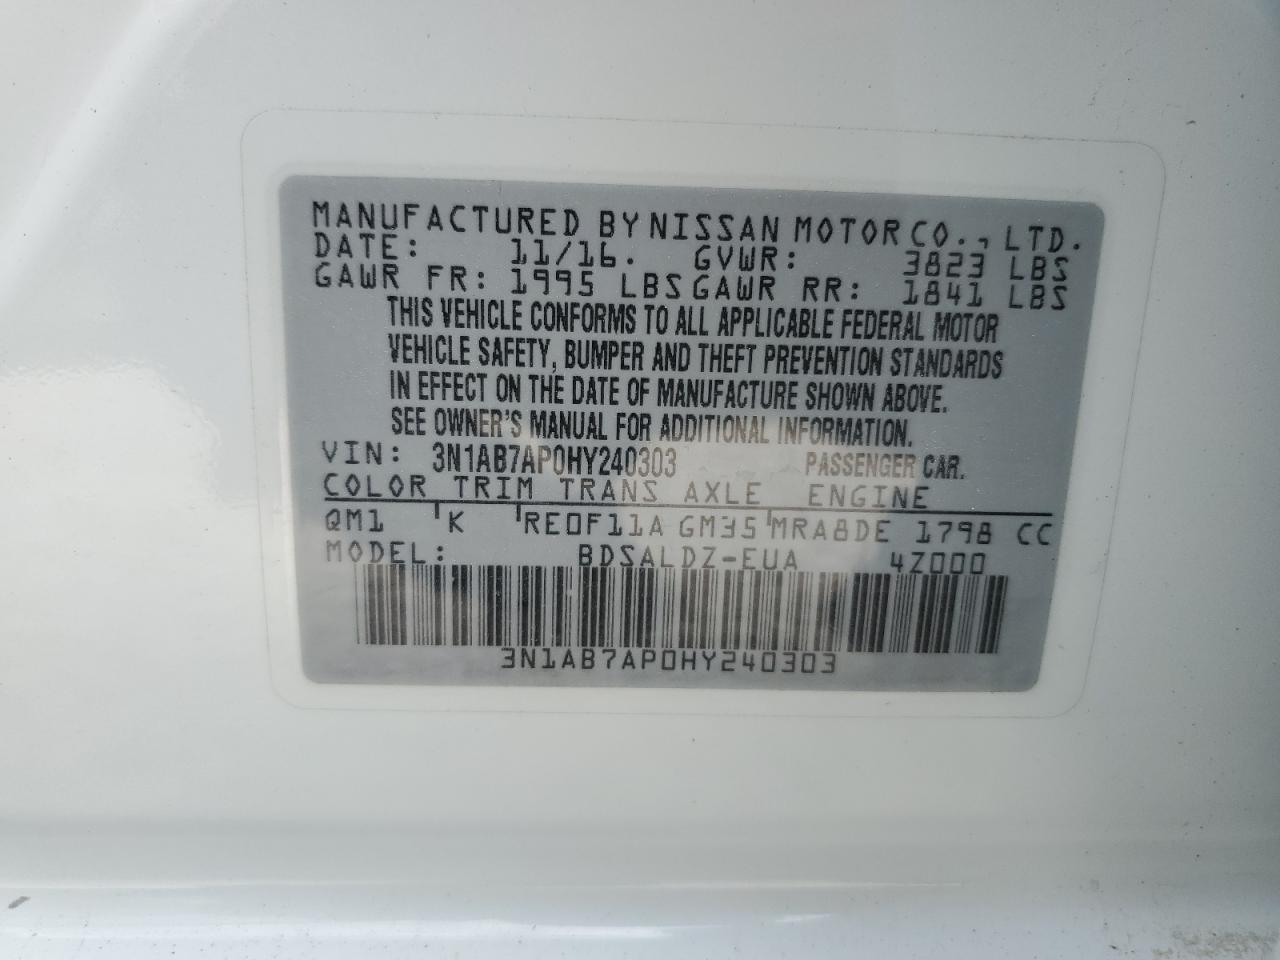 MANUFACTURED BY NISSAN MOTOR CO., LTD.
DATE: 11/16. GVWR: 3823 LBS
GAWR FR: 1995 LBS GAWR RR: 1841 LBS
THIS VEHICLE CONFORMS TO ALL APPLICABLE FEDERAL MOTOR
VEHICLE SAFETY, BUMPER AND THEFT PREVENTION STANDARDS
IN EFFECT ON THE DATE OF MANUFACTURE SHOWN ABOVE.
SEE OWNER'S MANUAL FOR ADDITIONAL INFORMATION.
VIN: 3N1AB7AP0HY240303 PASSENGER CAR.
COLOR TRIM TRANS AXLE ENGINE
QM1 K RE0F11A GM35 MRA8DE 1798 CC
MODEL: BDSALDZ-EUA 4Z000
3N1AB7AP0HY240303